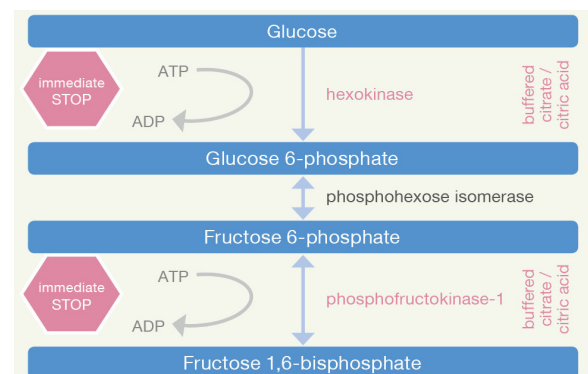 Glucose
immediate
STOP
ATP
ADP
hexokinase
buffered
citrate /
citric acid
Glucose 6-phosphate
phosphohexose isomerase
Fructose 6-phosphate
immediate
STOP
ATP
ADP
phosphofructokinase-1
buffered
citrate /
citric acid
Fructose 1,6-bisphosphate